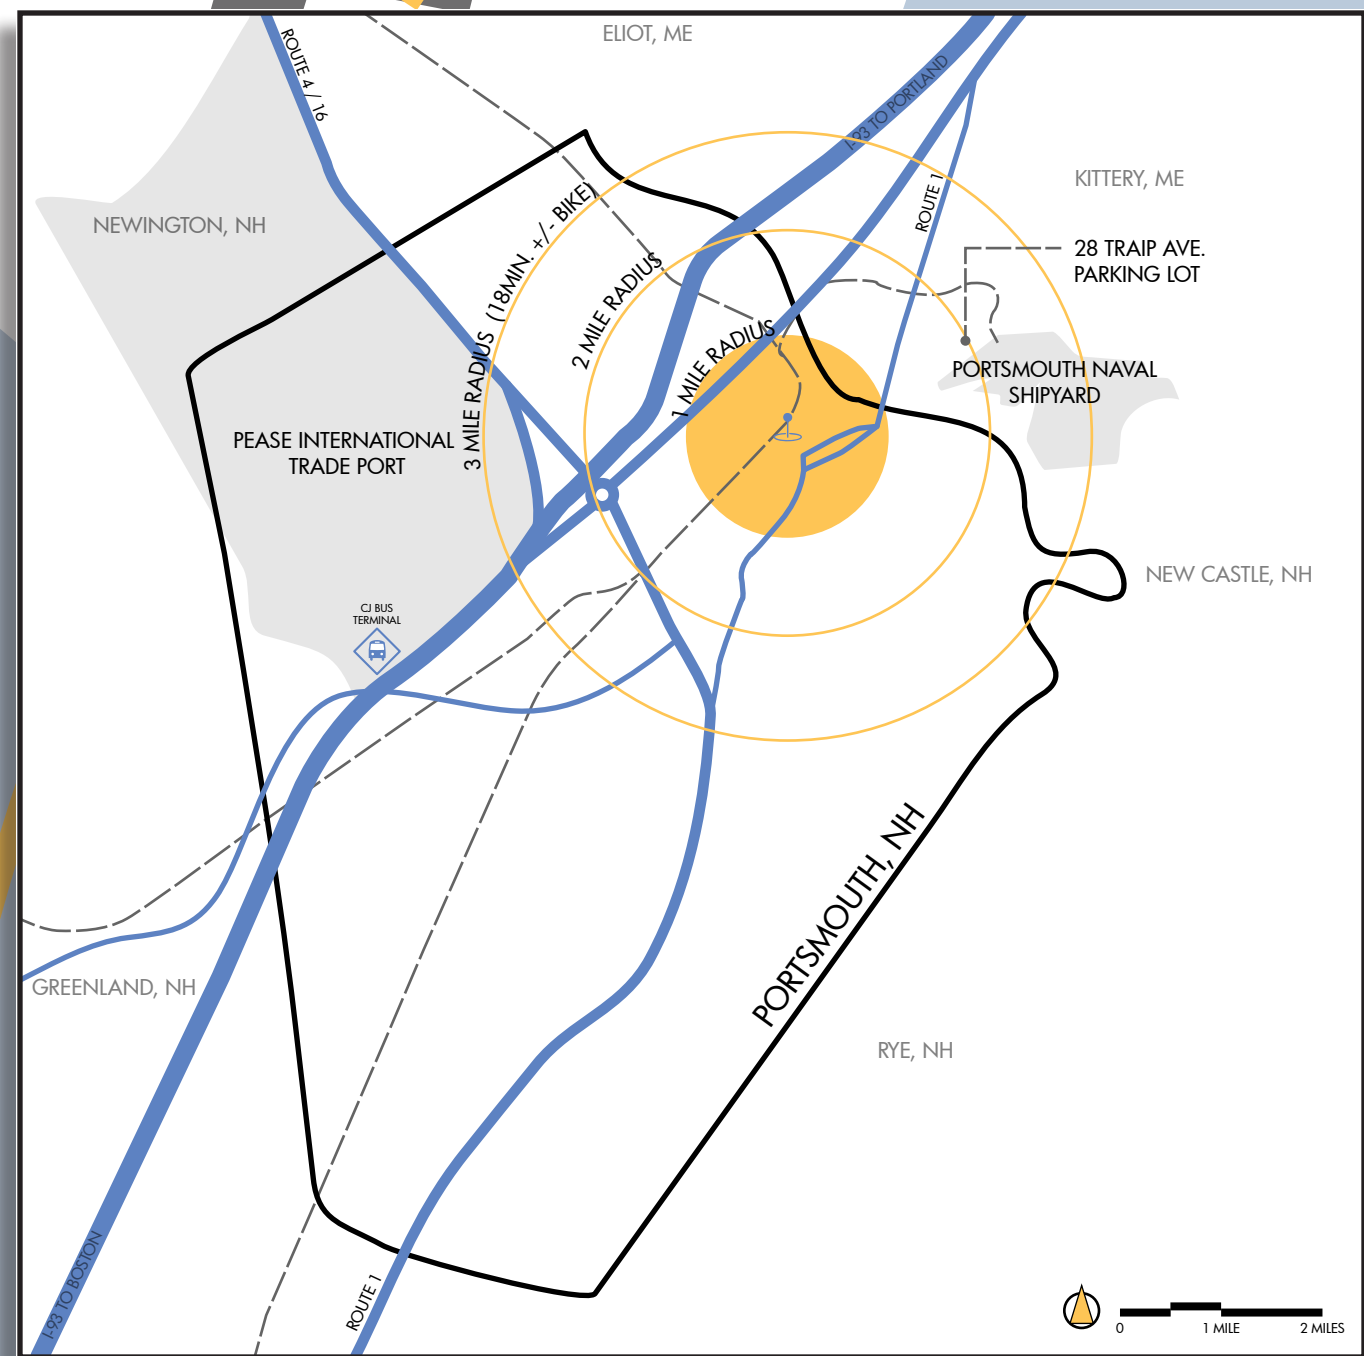 ELIOT, ME
ROUTE 4 / 16
I-93 TO PORTLAND
KITTERY, ME
ROUTE 1
NEWINGTON, NH
28 TRAIP AVE.
PARKING LOT
3 MILE RADIUS (18MIN. +/- BIKE)
2 MILE RADIUS
1 MILE RADIUS
PORTSMOUTH NAVAL
SHIPYARD
PEASE INTERNATIONAL
TRADE PORT
NEW CASTLE, NH
CJ BUS
TERMINAL
PORTSMOUTH, NH
GREENLAND, NH
RYE, NH
I-93 TO BOSTON
ROUTE 1
0 1 MILE 2 MILES